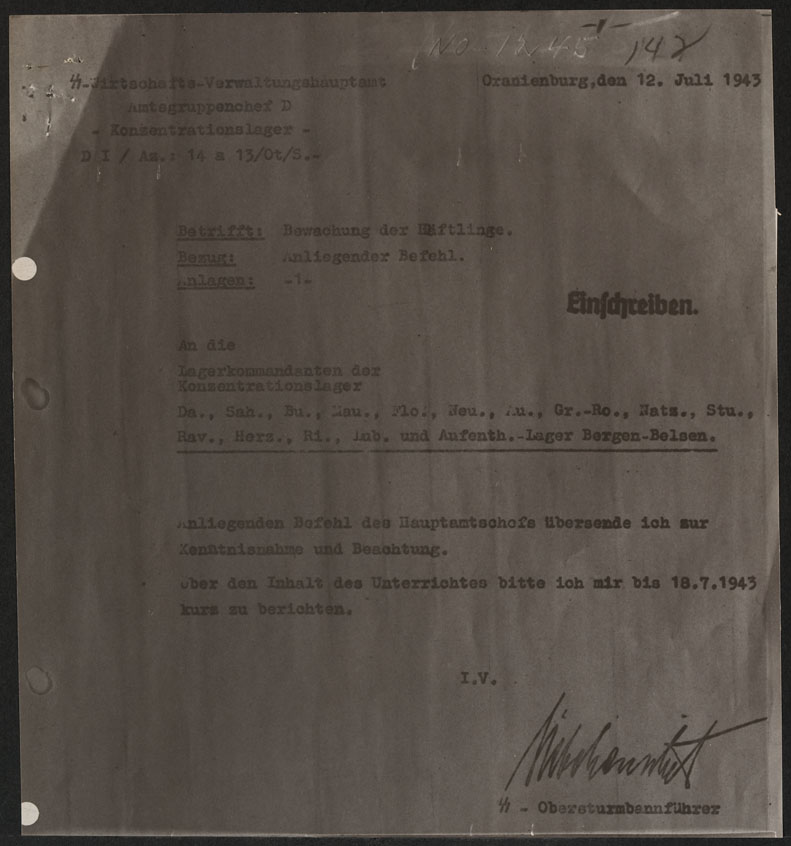 No 1245 142
ᛋᛋ-Wirtschafts-Verwaltungshauptamt
Oranienburg,den 12. Juli 1943
Amtsgruppenchef D
- Konzentrationslager -
D I / Az.: 14 a 13/Ot/S.-
Betrifft: Bewachung der Häftlinge.
Bezug: Anliegender Befehl.
Anlagen: -1-
Einschreiben.
An die
Lagerkommandanten der
Konzentrationslager
Da., Sah., Bu., Mau., Flo., Neu., Au., Gr.-Ro., Natz., Stu.,
Rav., Herz., Ri., Lub. und Aufenth.-Lager Bergen-Belsen.
Anliegenden Befehl des Hauptamtschefs übersende ich zur
Kenntnisnahme und Beachtung.
Über den Inhalt des Unterrichtes bitte ich mir bis 18.7.1943
kurz zu berichten.
I.V.
ᛋᛋ - Obersturmbannführer